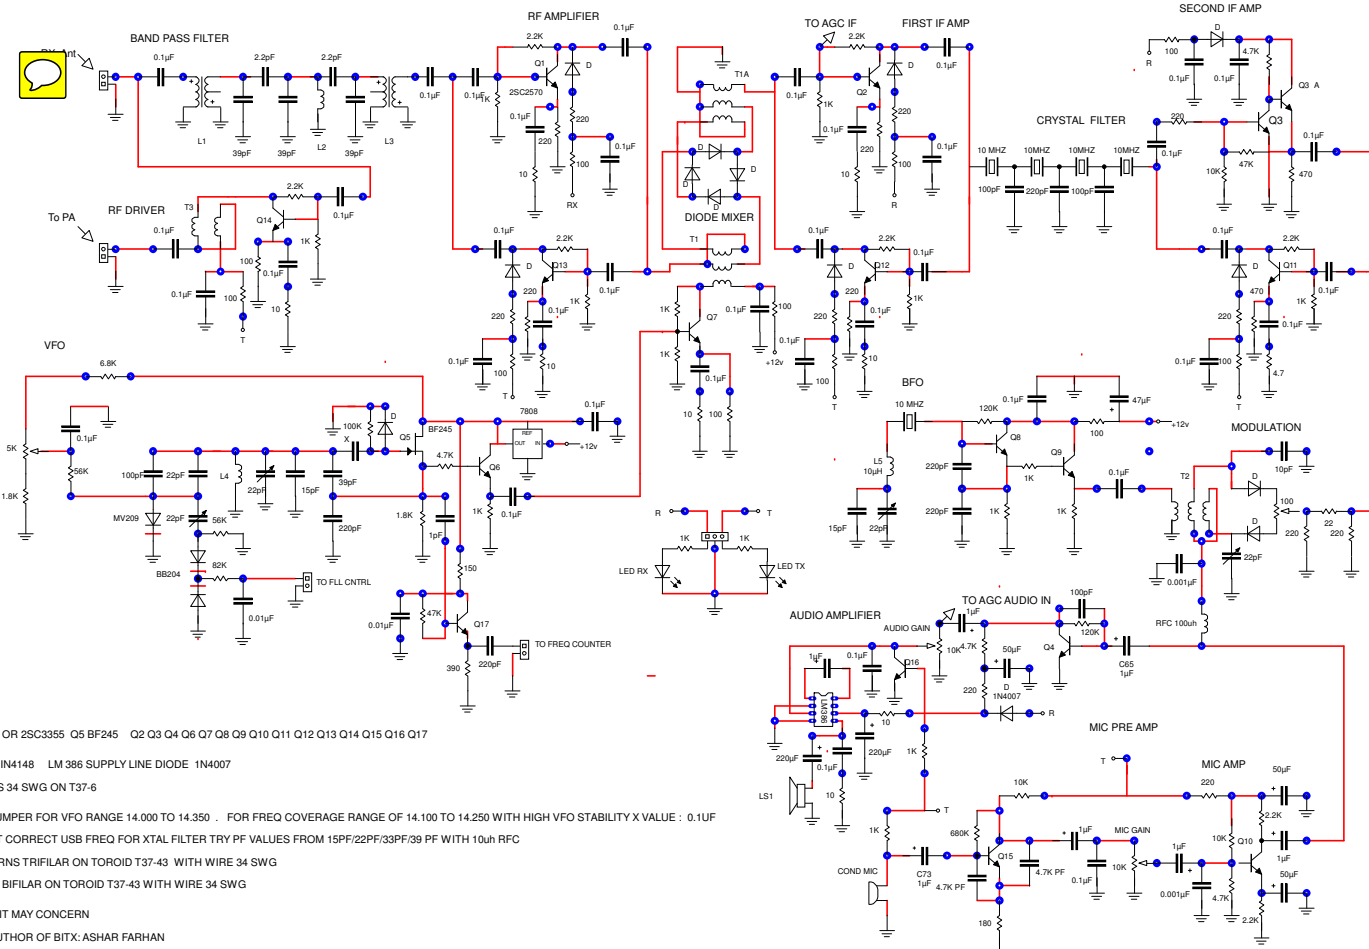 RF AMPLIFIER
SECOND IF AMP
BAND PASS FILTER
TO AGC IF
FIRST IF AMP
Ant
0.1µF
2.2pF
2.2pF
0.1µF
0.1µF
1K
L1
39pF
39pF
L2
39pF
L3
2.2K
0.1µF
Q1
D
2SC2570
0.1µF
220
220
100
10
0.1µF
RX
T1A
D
D
D
D
DIODE MIXER
T1
2.2K
0.1µF
Q2
D
0.1µF
1K
0.1µF
220
220
100
10
0.1µF
R
CRYSTAL FILTER
10 MHZ
10MHZ
10MHZ
10MHZ
100pF
220pF
100pF
R
100
D
4.7K
0.1µF
0.1µF
Q3 A
Q3
220
0.1µF
10K
47K
0.1µF
470
To PA
RF DRIVER
T3
0.1µF
2.2K
Q14
0.1µF
1K
100
0.1µF
0.1µF
100
10
T
0.1µF
2.2K
D
Q13
220
1K
0.1µF
220
0.1µF
0.1µF
100
10
T
Q7
1K
1K
0.1µF
100
0.1µF
+12v
0.1µF
10
100
0.1µF
2.2K
D
Q12
0.1µF
220
1K
220
0.1µF
0.1µF
100
10
T
0.1µF
2.2K
D
Q11
0.1µF
470
1K
220
0.1µF
0.1µF
100
4.7
T
VFO
6.8K
5K
0.1µF
56K
1.8K
100pF
22pF
L4
22pF
15pF
39pF
X
100K
D
Q5
BF245
4.7K
Q6
7808
REF
OUT
IN
+12v
0.1µF
MV209
22pF
56K
220pF
1.8K
1pF
1K
0.1µF
BB204
82K
TO FLL CNTRL
0.01µF
0.01µF
47K
150
Q17
390
220pF
TO FREQ COUNTER
R
T
1K
1K
LED RX
LED TX
BFO
10 MHZ
120K
0.1µF
47µF
+12v
Q8
100
L5
10µH
220pF
Q9
1K
0.1µF
15pF
22pF
220pF
1K
1K
MODULATION
T2
10pF
D
100
D
220
22
220
22pF
0.001µF
RFC 100uh
AUDIO AMPLIFIER
TO AGC AUDIO IN
AUDIO GAIN
1µF
100pF
120K
Q4
C65
1µF
1µF
0.1µF
Q16
10K
4.7K
50µF
220
D
1N4007
R
LM386
10
220µF
220µF
0.1µF
1K
10
LS1
T
MIC PRE AMP
T
MIC AMP
10K
220
50µF
2.2K
1K
680K
Q15
1µF
MIC GAIN
10K
Q10
1µF
COND MIC
C73
1µF
4.7K PF
4.7K PF
0.1µF
10K
1µF
0.001µF
4.7K
50µF
2.2K
180
OR 2SC3355 Q5 BF245 Q2 Q3 Q4 Q6 Q7 Q8 Q9 Q10 Q11 Q12 Q13 Q14 Q15 Q16 Q17
IN4148 LM 386 SUPPLY LINE DIODE 1N4007
S 34 SWG ON T37-6
UMPER FOR VFO RANGE 14.000 TO 14.350 . FOR FREQ COVERAGE RANGE OF 14.100 TO 14.250 WITH HIGH VFO STABILITY X VALUE : 0.1UF
T CORRECT USB FREQ FOR XTAL FILTER TRY PF VALUES FROM 15PF/22PF/33PF/39 PF WITH 10uh RFC
RNS TRIFILAR ON TOROID T37-43 WITH WIRE 34 SWG
BIFILAR ON TOROID T37-43 WITH WIRE 34 SWG
IT MAY CONCERN
UTHOR OF BITX: ASHAR FARHAN